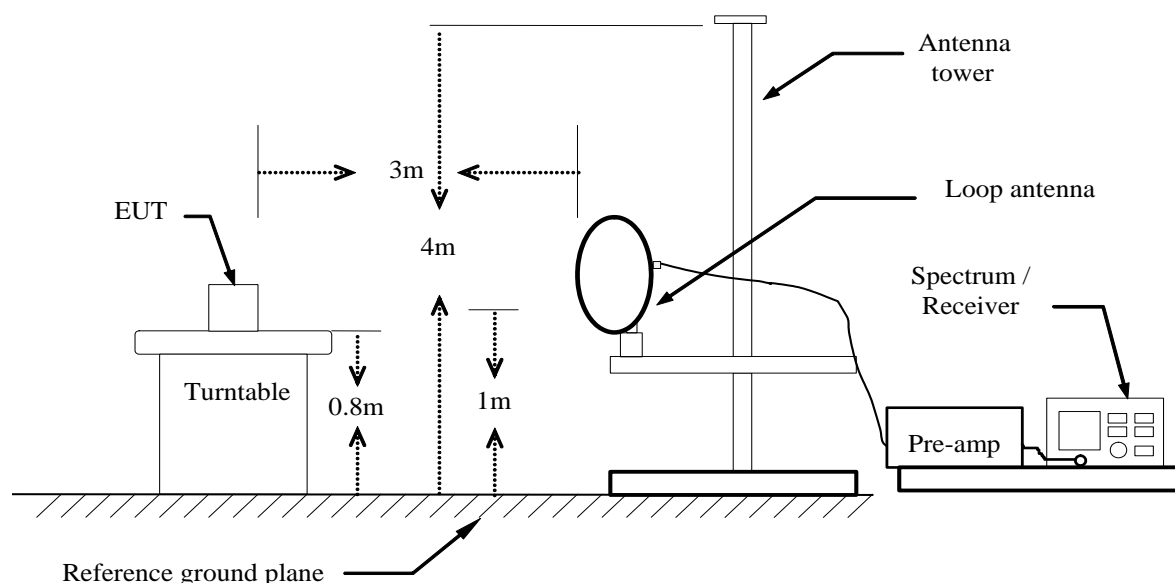 Antenna
tower
3m
Loop antenna
EUT
4m
Spectrum /
Receiver
Turntable
0.8m
1m
Pre-amp
Reference ground plane